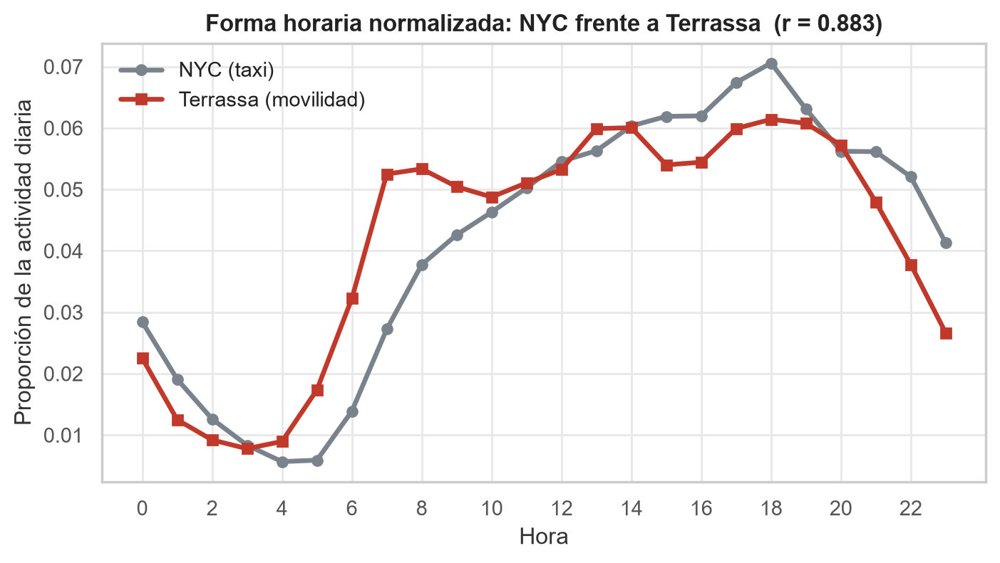 Forma horaria normalizada: NYC frente a Terrassa (r = 0.883)
NYC (taxi)
Terrassa (movilidad)
Proporción de la actividad diaria
0.07
0.06
0.05
0.04
0.03
0.02
0.01
0 2 4 6 8 10 12 14 16 18 20 22
Hora